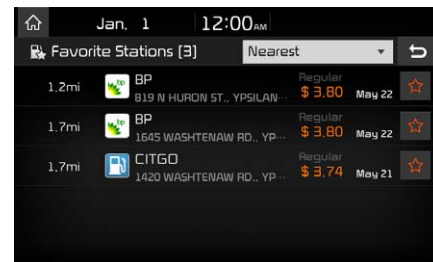 Jan. 1 12:00 AM
Favorite Stations (3) Nearest
1.2mi BP Regular
819 N HURON ST., YPSILAN... $ 3.80 May 22
1.7mi BP Regular
1645 WASHTENAW RD., YP... $ 3.80 May 22
1.7mi CITGO Regular
1420 WASHTENAW RD., YP... $ 3.74 May 21